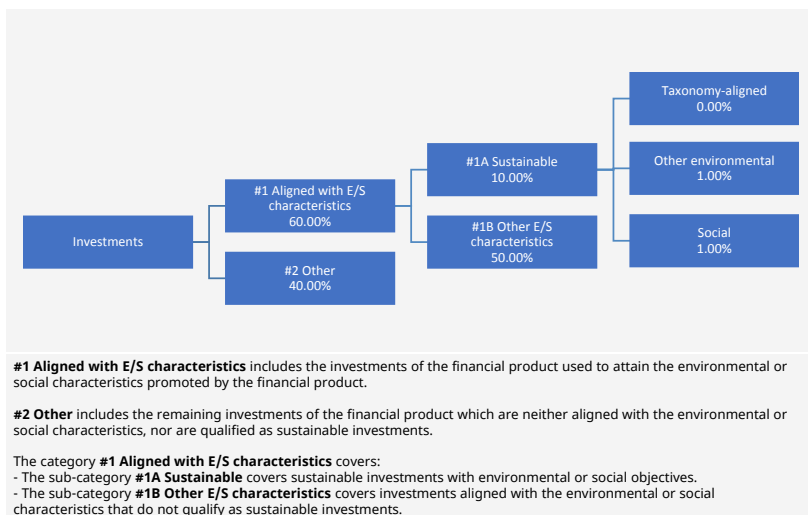 Taxonomy-aligned
0.00%
#1A Sustainable
10.00%
Other environmental
1.00%
#1 Aligned with E/S
characteristics
60.00%
#1B Other E/S
characteristics
50.00%
Social
1.00%
Investments
#2 Other
40.00%
#1 Aligned with E/S characteristics includes the investments of the financial product used to attain the environmental or
social characteristics promoted by the financial product.
#2 Other includes the remaining investments of the financial product which are neither aligned with the environmental or
social characteristics, nor are qualified as sustainable investments.
The category #1 Aligned with E/S characteristics covers:
- The sub-category #1A Sustainable covers sustainable investments with environmental or social objectives.
- The sub-category #1B Other E/S characteristics covers investments aligned with the environmental or social
characteristics that do not qualify as sustainable investments.